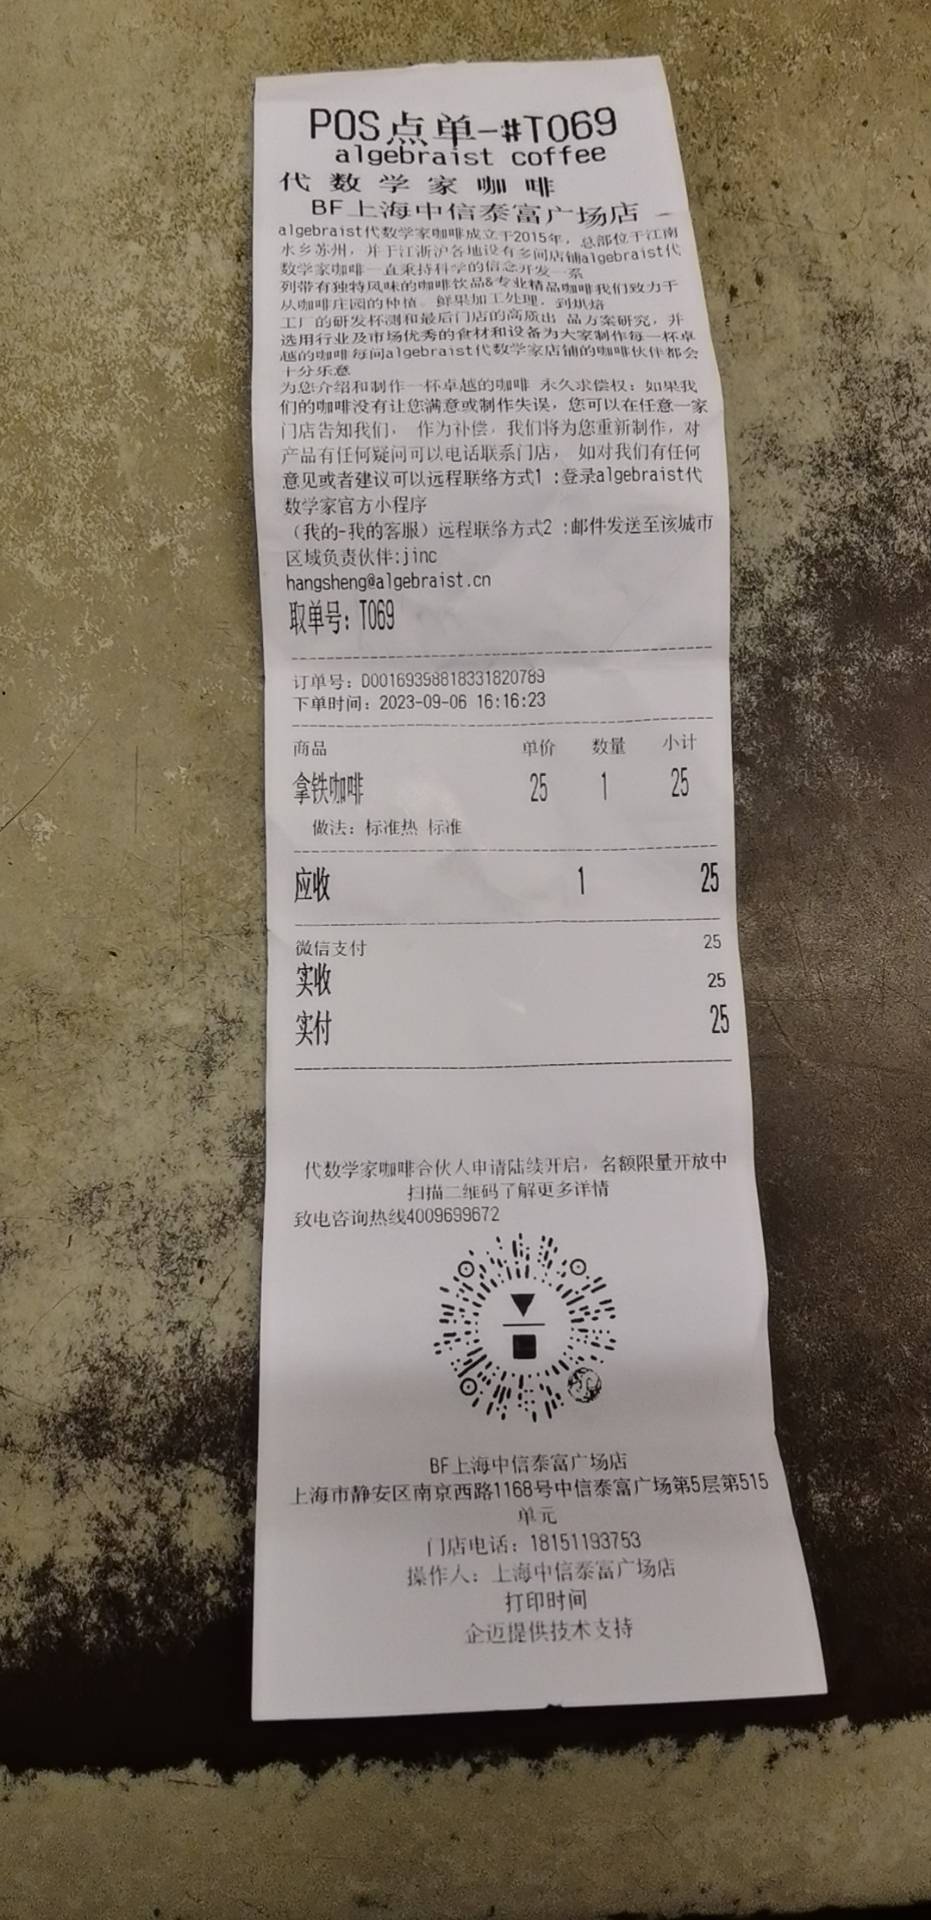 POS点单-#T069
algebraist coffee
代数学家咖啡
BF上海中信泰富广场店
algebraist代数学家咖啡成立于2015年，总部位于江南
水乡苏州，并于江浙沪各地设有多间店铺algebraist代
数学家咖啡一直秉持科学的信念开发一系
列带有独特风味的咖啡饮品&专业精品咖啡我们致力于
从咖啡庄园的种植、鲜果加工处理，到烘焙
工厂的研发杯测和最后门店的高质出 品方案研究，并
选用行业及市场优秀的食材和设备为大家制作每一杯卓
越的咖啡每间algebraist代数学家店铺的咖啡伙伴都会
十分乐意
为您介绍和制作一杯卓越的咖啡 永久求偿权：如果我
们的咖啡没有让您满意或制作失误，您可以在任意一家
门店告知我们， 作为补偿，我们将为您重新制作，对
产品有任何疑问可以电话联系门店， 如对我们有任何
意见或者建议可以远程联络方式1 :登录algebraist代
数学家官方小程序
（我的-我的客服）远程联络方式2 :邮件发送至该城市
区域负责伙伴:jinc
hangsheng@algebraist.cn
取单号：T069
订单号：D00169398818331820789
下单时间：2023-09-06 16:16:23
商品 单价 数量 小计
拿铁咖啡 25 1 25
做法：标准热 标准
应收 1 25
微信支付 25
实收 25
实付 25
代数学家咖啡合伙人申请陆续开启，名额限量开放中
扫描二维码了解更多详情
致电咨询热线4009699672
BF上海中信泰富广场店
上海市静安区南京西路1168号中信泰富广场第5层第515
单元
门店电话：18151193753
操作人：上海中信泰富广场店
打印时间
企迈提供技术支持